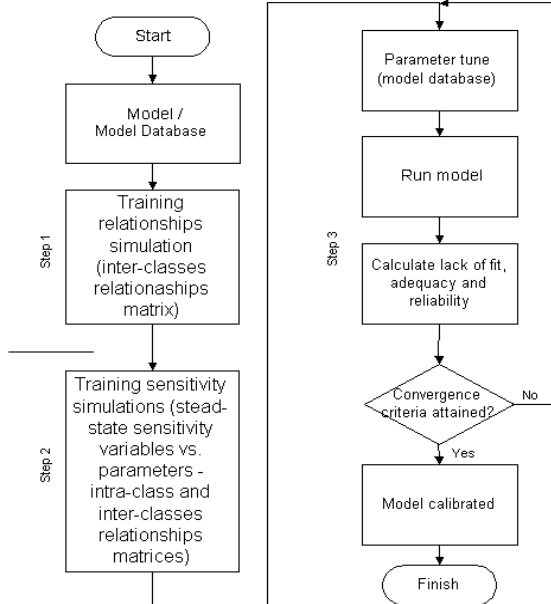 Start
Model /
Model Database
Step 1
Training
relationships
simulation
(inter-classes
relationaships
matrix)
Step 2
Training sensitivity
simulations (stead-
state sensitivity
variables vs.
parameters -
intra-class and
inter-classes
relationships
matrices)
Step 3
Parameter tune
(model database)
Run model
Calculate lack of fit,
adequacy and
reliability
Convergence
criteria attained?
No
Yes
Model calibrated
Finish